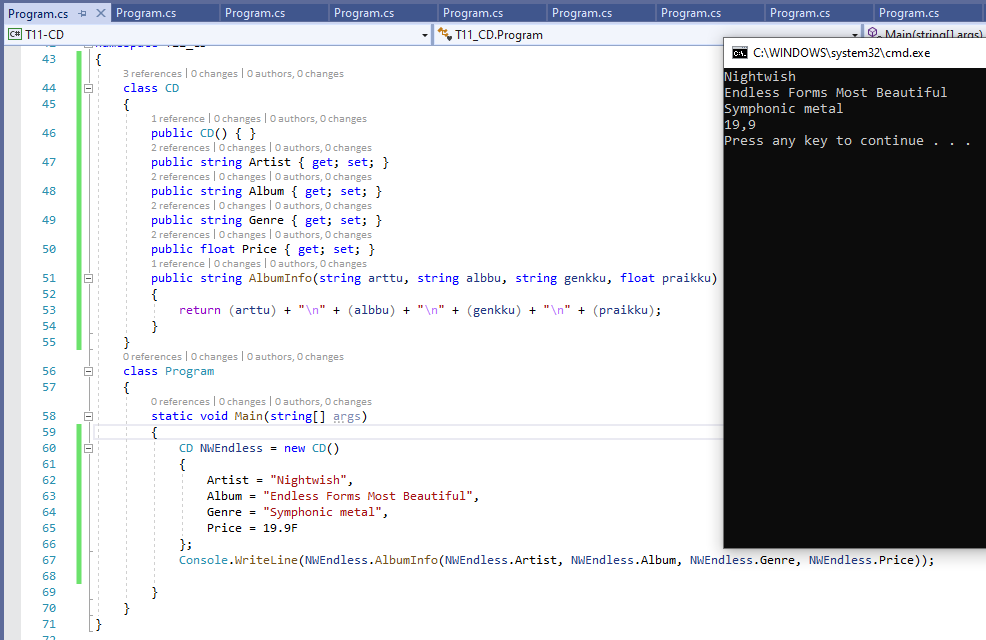 Program.cs Program.cs Program.cs Program.cs Program.cs Program.cs Program.cs Program.cs Program.cs
C# T11-CD T11_CD.Program Main(string[] args)
C:\WINDOWS\system32\cmd.exe
Nightwish
Endless Forms Most Beautiful
Symphonic metal
19,9
Press any key to continue . . .
43 {
3 references | 0 changes | 0 authors, 0 changes
44 class CD
45 {
1 reference | 0 changes | 0 authors, 0 changes
46 public CD() { }
2 references | 0 changes | 0 authors, 0 changes
47 public string Artist { get; set; }
2 references | 0 changes | 0 authors, 0 changes
48 public string Album { get; set; }
2 references | 0 changes | 0 authors, 0 changes
49 public string Genre { get; set; }
2 references | 0 changes | 0 authors, 0 changes
50 public float Price { get; set; }
1 reference | 0 changes | 0 authors, 0 changes
51 public string AlbumInfo(string arttu, string albbu, string genkku, float praikku)
52 {
53 return (arttu) + "\n" + (albbu) + "\n" + (genkku) + "\n" + (praikku);
54 }
55 }
0 references | 0 changes | 0 authors, 0 changes
56 class Program
57 {
0 references | 0 changes | 0 authors, 0 changes
58 static void Main(string[] args)
59 {
60 CD NWEndless = new CD()
61 {
62 Artist = "Nightwish",
63 Album = "Endless Forms Most Beautiful",
64 Genre = "Symphonic metal",
65 Price = 19.9F
66 };
67 Console.WriteLine(NWEndless.AlbumInfo(NWEndless.Artist, NWEndless.Album, NWEndless.Genre, NWEndless.Price));
68
69 }
70 }
71 }